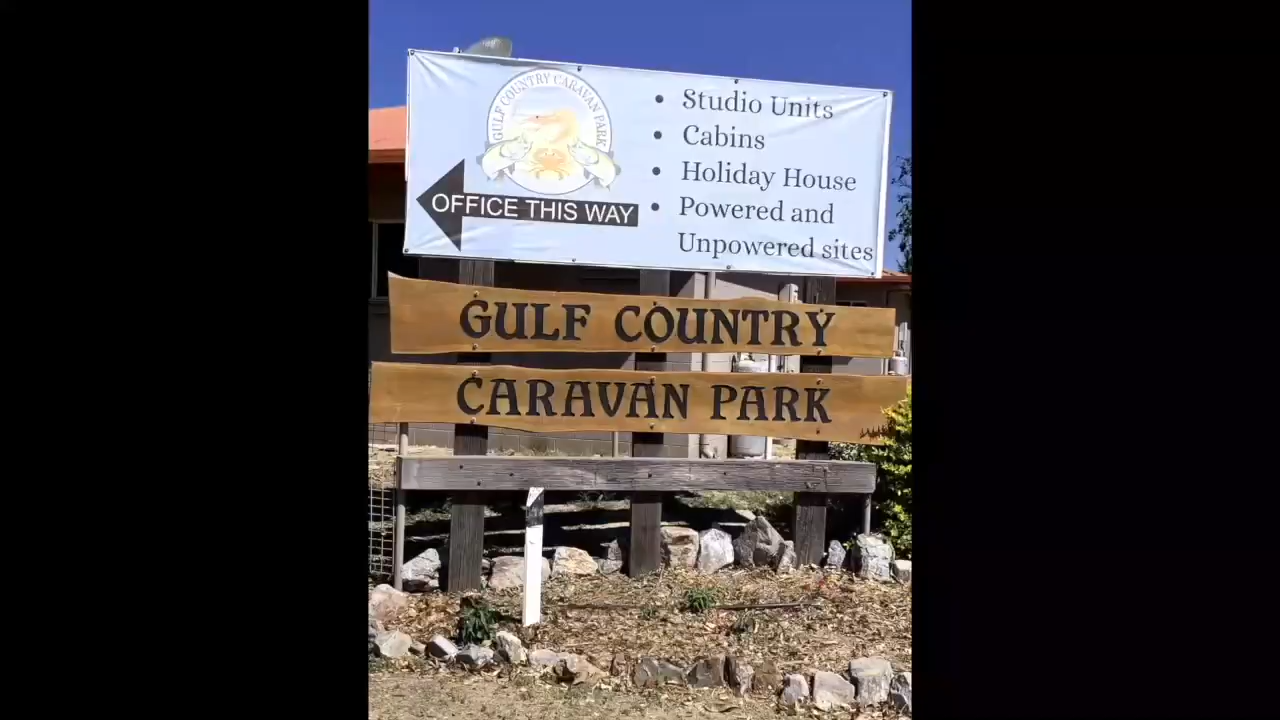 GULF COUNTRY CARAVAN PARK
OFFICE THIS WAY
• Studio Units
• Cabins
• Holiday House
• Powered and
Unpowered sites
GULF COUNTRY
CARAVAN PARK